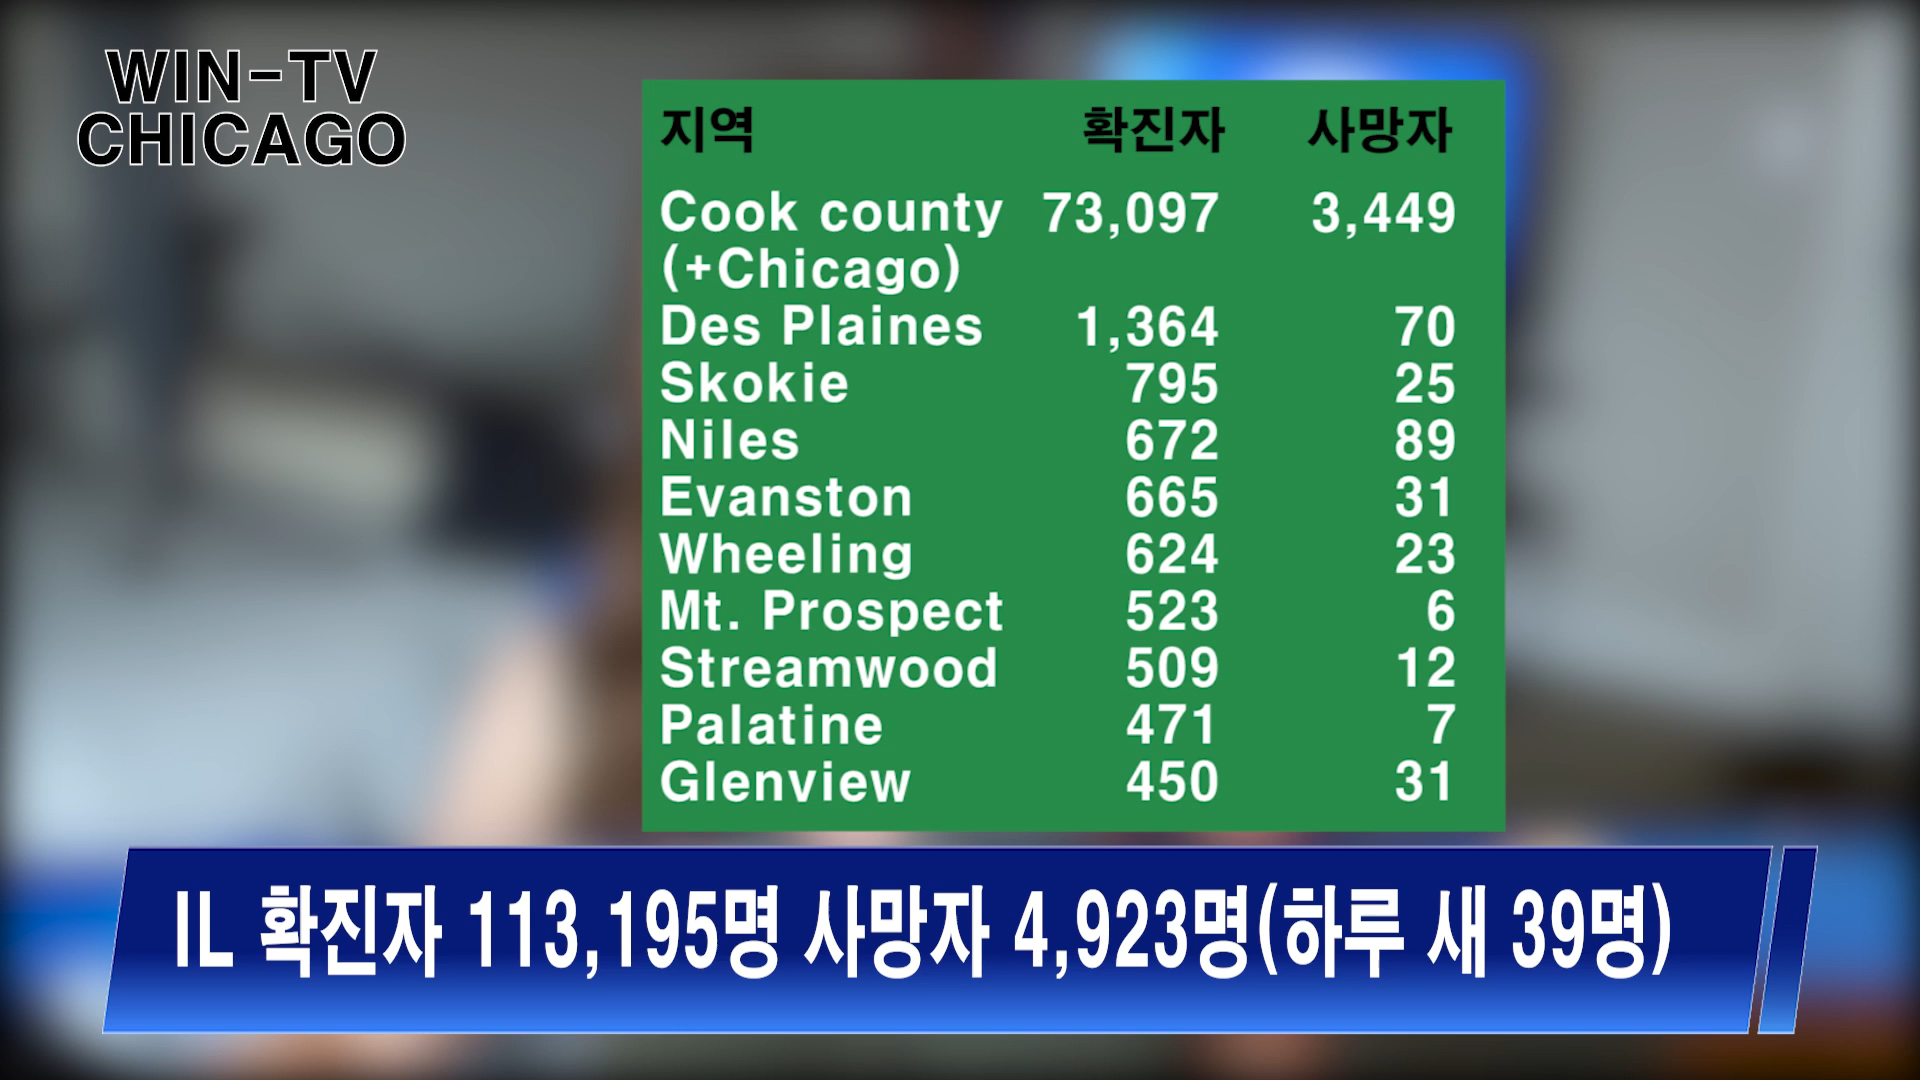 WIN-TV
CHICAGO
지역 확진자 사망자
Cook county 73,097 3,449
(+Chicago)
Des Plaines 1,364 70
Skokie 795 25
Niles 672 89
Evanston 665 31
Wheeling 624 23
Mt. Prospect 523 6
Streamwood 509 12
Palatine 471 7
Glenview 450 31
IL 확진자 113,195명 사망자 4,923명(하루 새 39명)